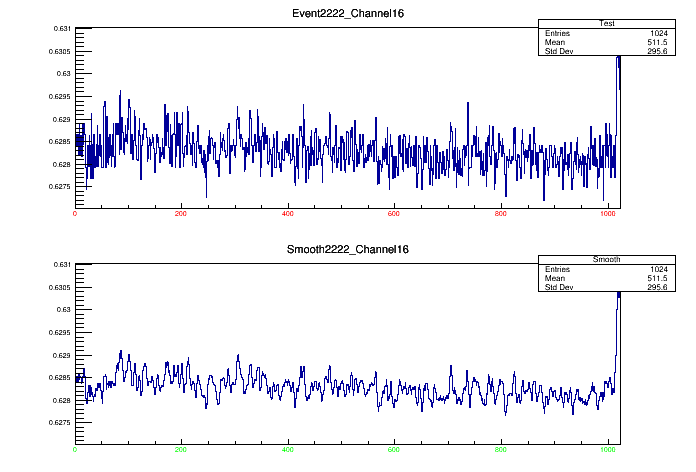 Event2222_Channel16
Test
Entries 1024
Mean 511.5
Std Dev 295.6
0.631
0.6305
0.63
0.6295
0.629
0.6285
0.628
0.6275
0 200 400 600 800 1000
Smooth2222_Channel16
Smooth
Entries 1024
Mean 511.5
Std Dev 295.6
0.631
0.6305
0.63
0.6295
0.629
0.6285
0.628
0.6275
0 200 400 600 800 1000